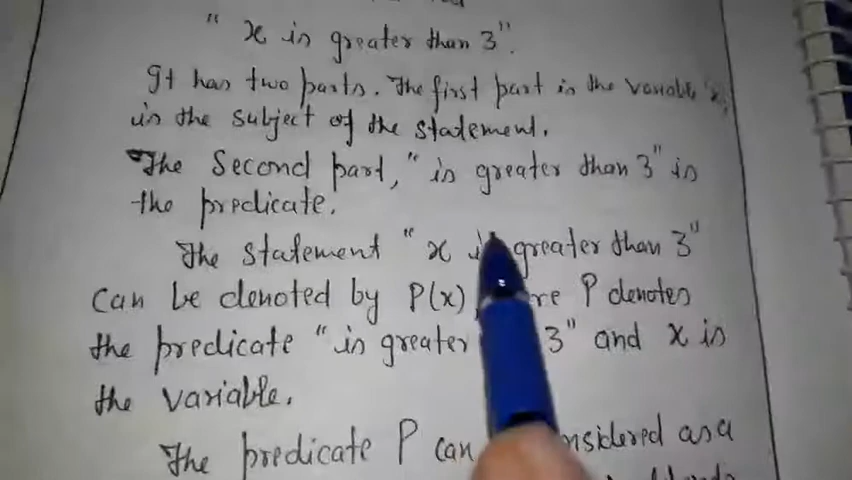 " x is greater than 3".
It has two parts. The first part is the variable x,
is the subject of the statement.
The Second part, "is greater than 3" is
the predicate.
The statement "x is greater than 3"
can be denoted by P(x), P denotes
the predicate "is greater 3" and x is
the variable.
The predicate P can considered as a